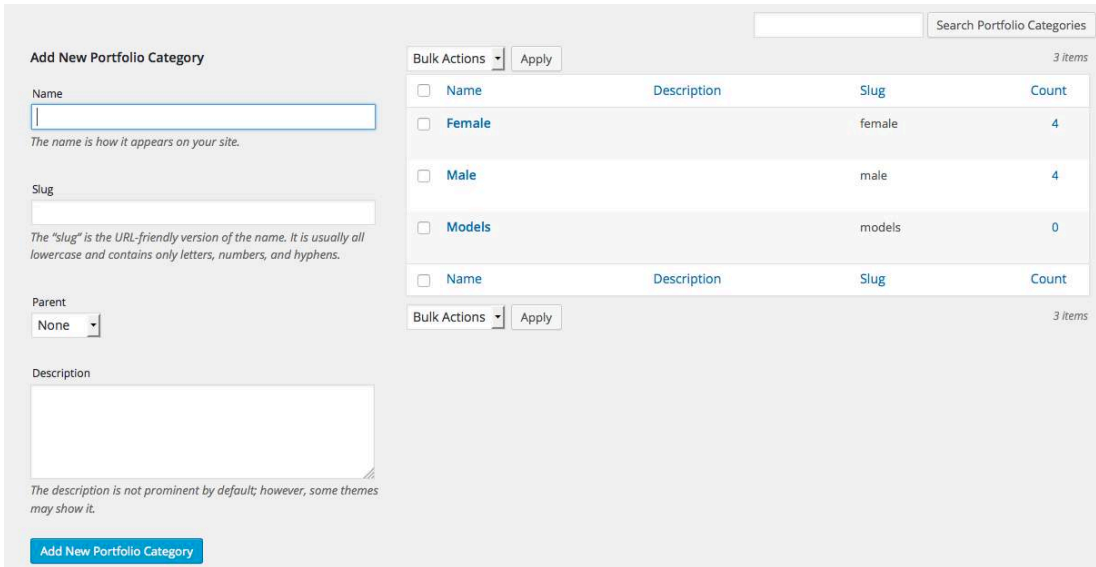 Search Portfolio Categories
Add New Portfolio Category
Bulk Actions Apply 3 items
Name
The name is how it appears on your site.
Slug
The “slug” is the URL-friendly version of the name. It is usually all
lowercase and contains only letters, numbers, and hyphens.
Parent
None
Description
The description is not prominent by default; however, some themes
may show it.
Add New Portfolio Category
Name Description Slug Count
Female female 4
Male male 4
Models models 0
Name Description Slug Count
Bulk Actions Apply 3 items